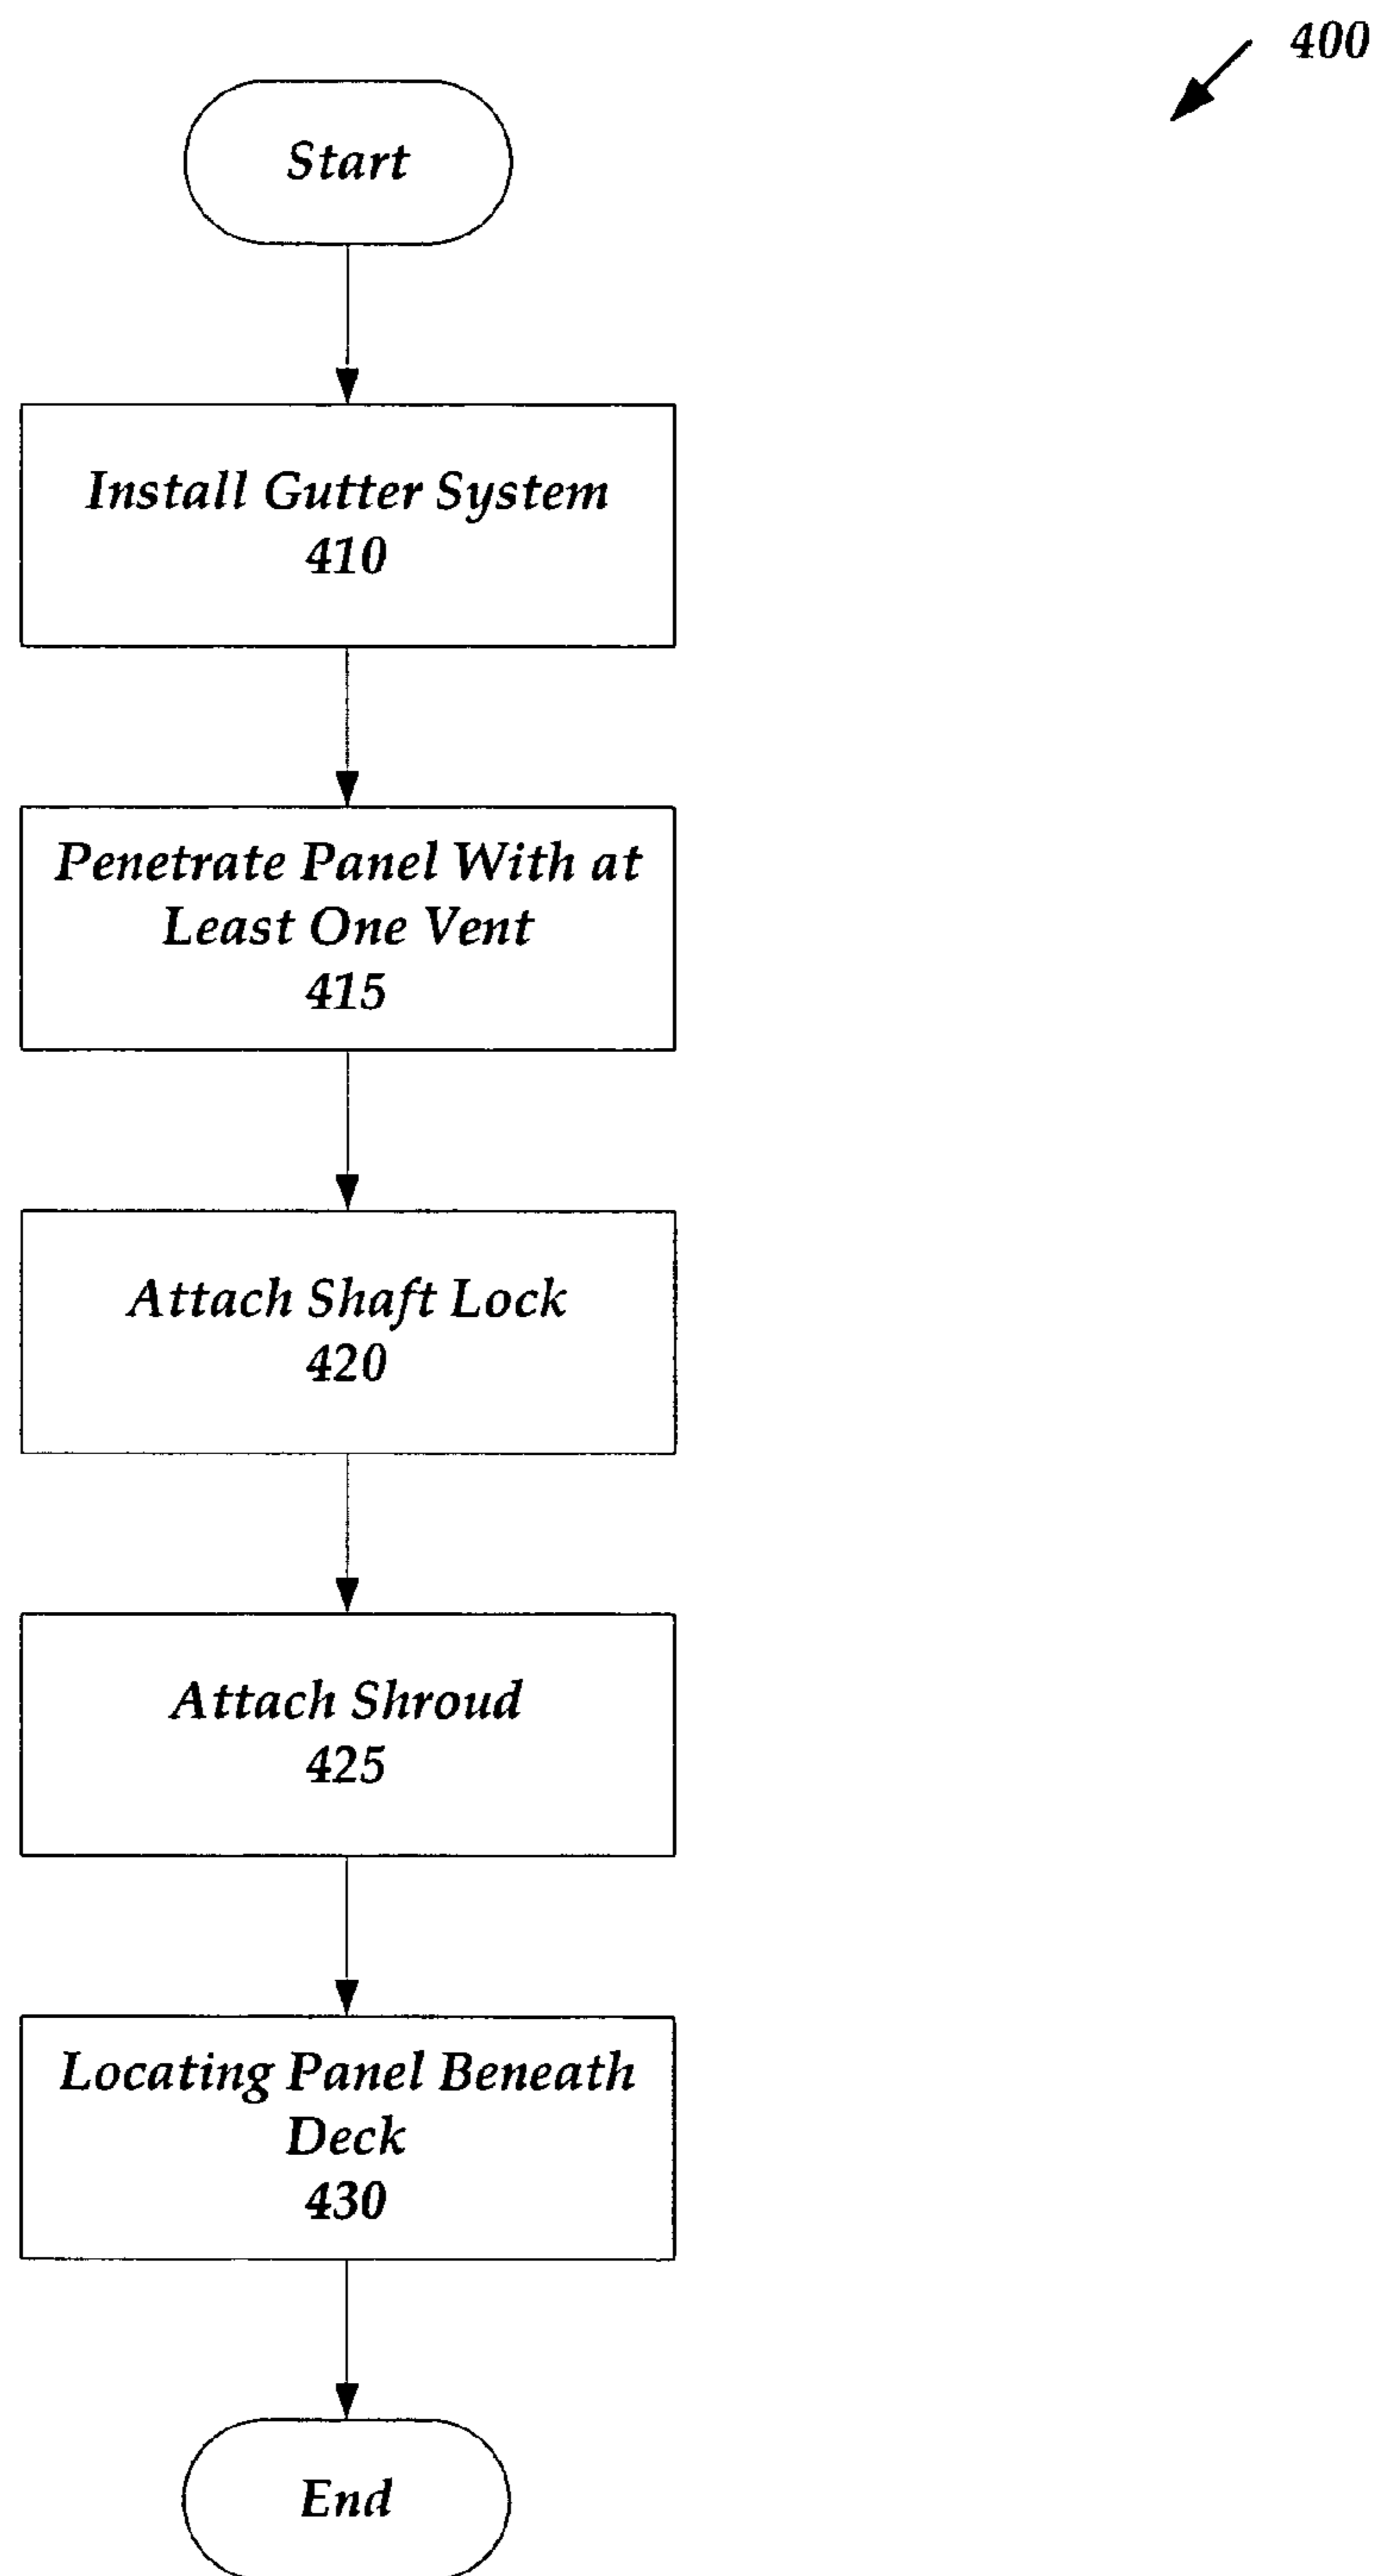 400
Start
Install Gutter System
410
Penetrate Panel With at
Least One Vent
415
Attach Shaft Lock
420
Attach Shroud
425
Locating Panel Beneath
Deck
430
End